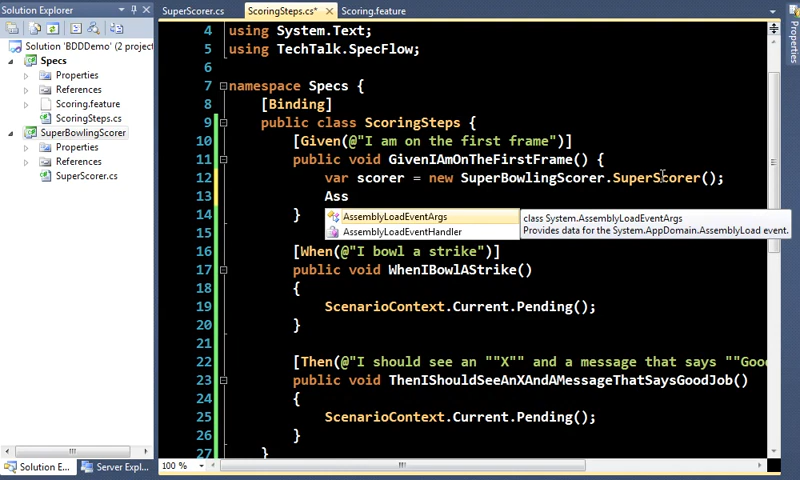 Solution Explorer
SuperScorer.cs
ScoringSteps.cs*
Scoring.feature
Solution 'BDDDemo' (2 project
Specs
Properties
References
Scoring.feature
ScoringSteps.cs
SuperBowlingScorer
Properties
References
SuperScorer.cs
4 using System.Text;
5 using TechTalk.SpecFlow;
6
7 namespace Specs {
8 [Binding]
9 public class ScoringSteps {
10 [Given(@"I am on the first frame")]
11 public void GivenIAmOnTheFirstFrame() {
12 var scorer = new SuperBowlingScorer.SuperScorer();
13 Ass
14 }
AssemblyLoadEventArgs
AssemblyLoadEventHandler
class System.AssemblyLoadEventArgs
Provides data for the System.AppDomain.AssemblyLoad event.
15
16 [When(@"I bowl a strike")]
17 public void WhenIBowlAStrike()
18 {
19 ScenarioContext.Current.Pending();
20 }
21
22 [Then(@"I should see an ""X"" and a message that says ""Goo
23 public void ThenIShouldSeeAnXAndAMessageThatSaysGoodJob()
24 {
25 ScenarioContext.Current.Pending();
26 }
27 }
100 %
Solution E...
Server Expl...
Properties